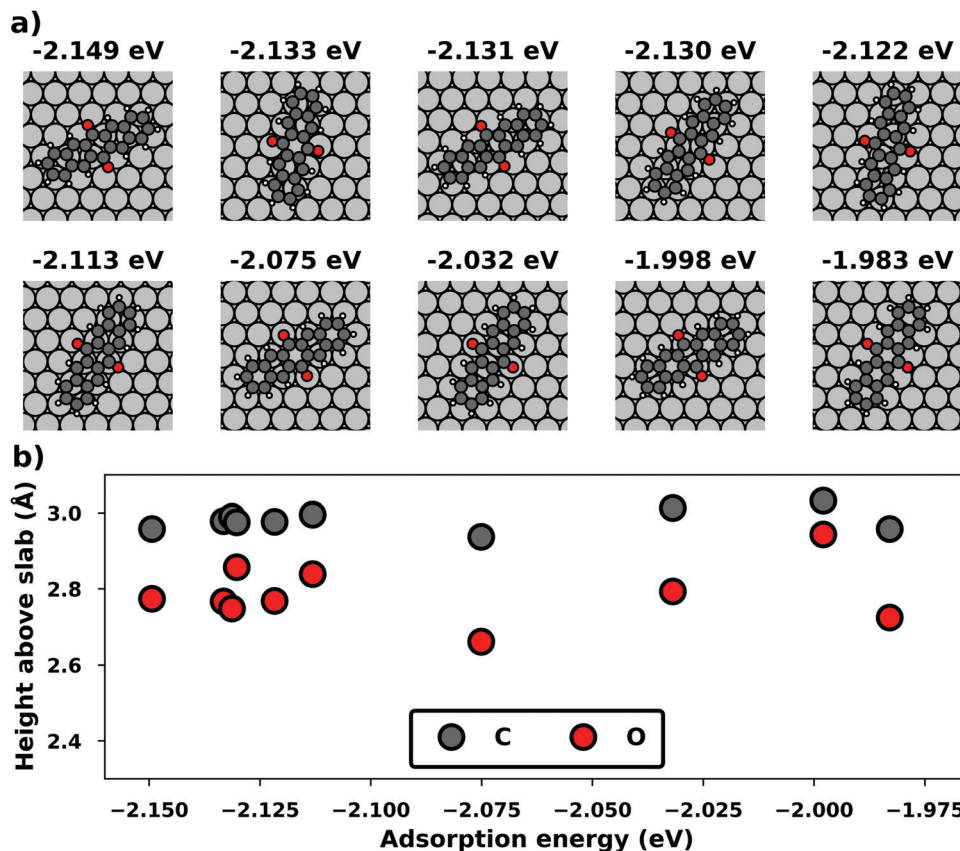 a)
-2.149 eV -2.133 eV -2.131 eV -2.130 eV -2.122 eV
-2.113 eV -2.075 eV -2.032 eV -1.998 eV -1.983 eV
b)
Height above slab (Å)
3.0
2.8
2.6
2.4
C O
−2.150 −2.125 −2.100 −2.075 −2.050 −2.025 −2.000 −1.975
Adsorption energy (eV)